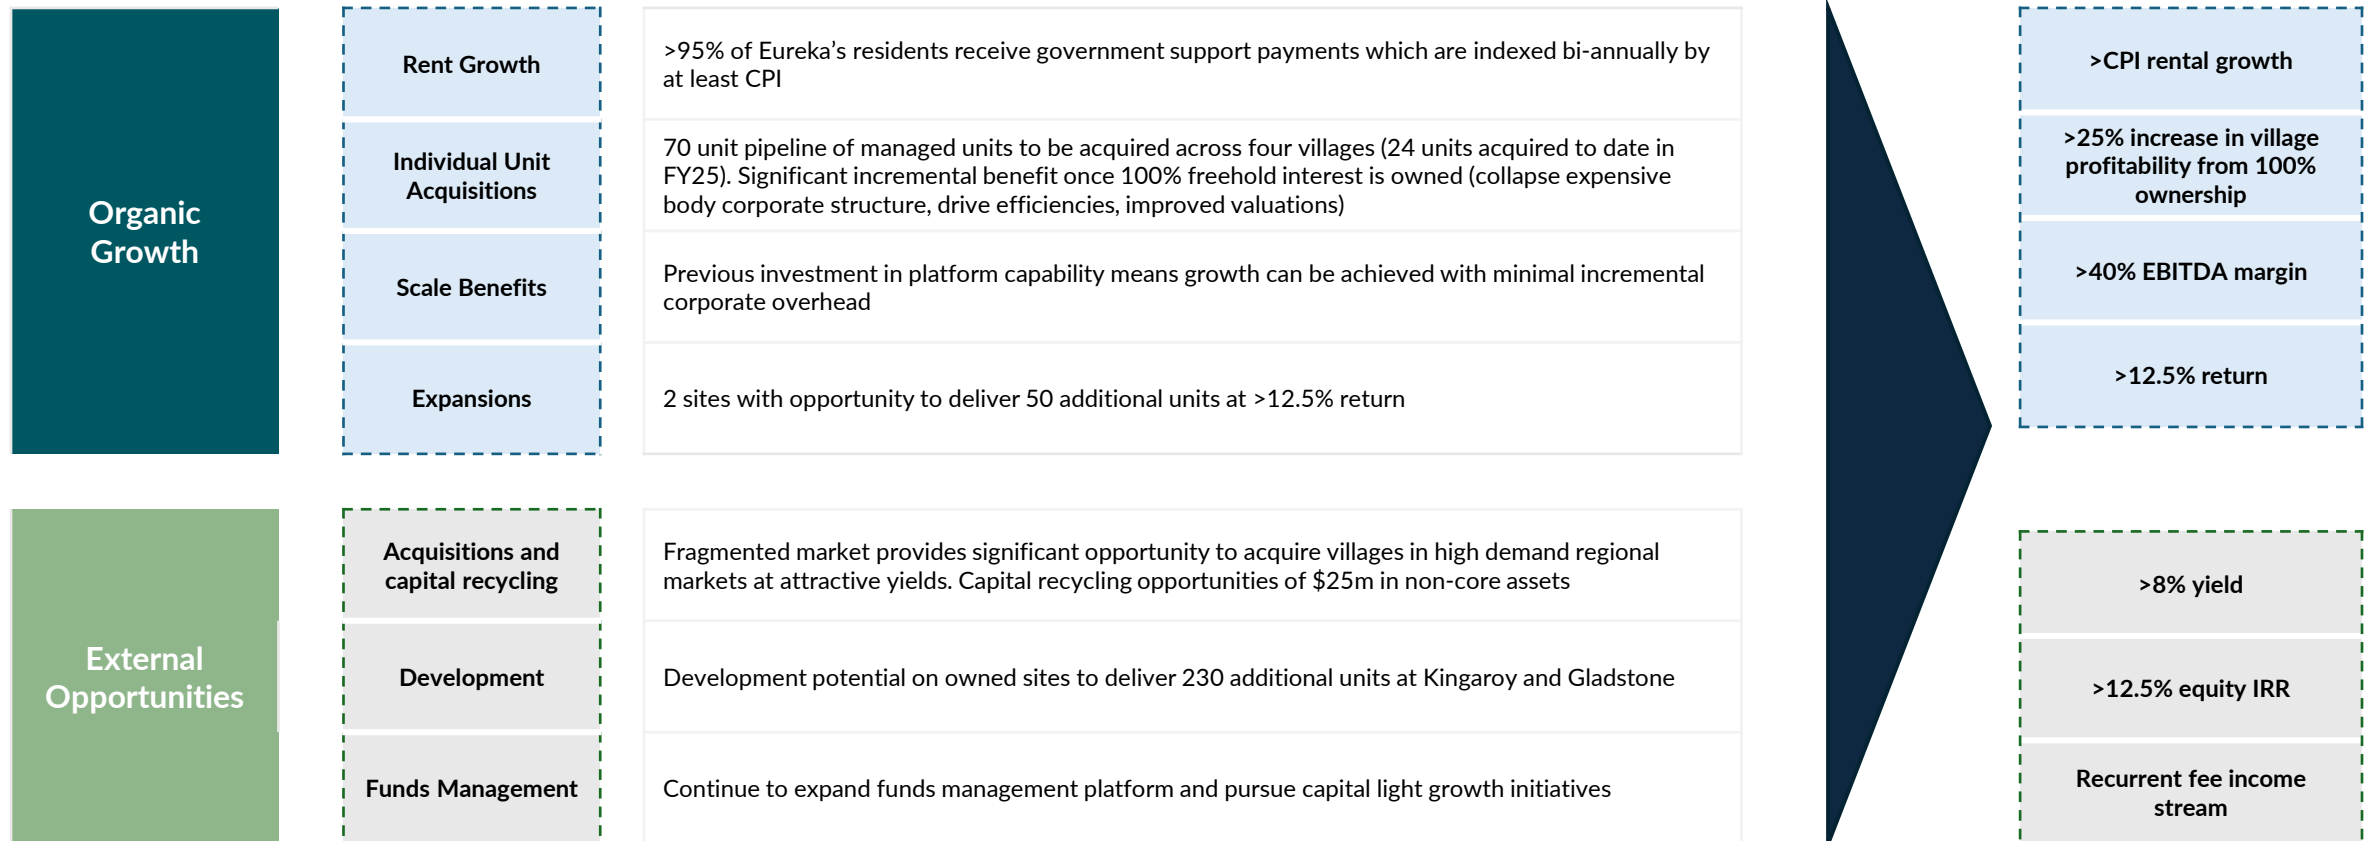 Organic
Growth
Rent Growth
>95% of Eureka’s residents receive government support payments which are indexed bi-annually by
at least CPI
>CPI rental growth
Individual Unit
Acquisitions
70 unit pipeline of managed units to be acquired across four villages (24 units acquired to date in
FY25). Significant incremental benefit once 100% freehold interest is owned (collapse expensive
body corporate structure, drive efficiencies, improved valuations)
>25% increase in village
profitability from 100%
ownership
Scale Benefits
Previous investment in platform capability means growth can be achieved with minimal incremental
corporate overhead
>40% EBITDA margin
Expansions
2 sites with opportunity to deliver 50 additional units at >12.5% return
>12.5% return
External
Opportunities
Acquisitions and
capital recycling
Fragmented market provides significant opportunity to acquire villages in high demand regional
markets at attractive yields. Capital recycling opportunities of $25m in non-core assets
>8% yield
Development
Development potential on owned sites to deliver 230 additional units at Kingaroy and Gladstone
>12.5% equity IRR
Funds Management
Continue to expand funds management platform and pursue capital light growth initiatives
Recurrent fee income
stream